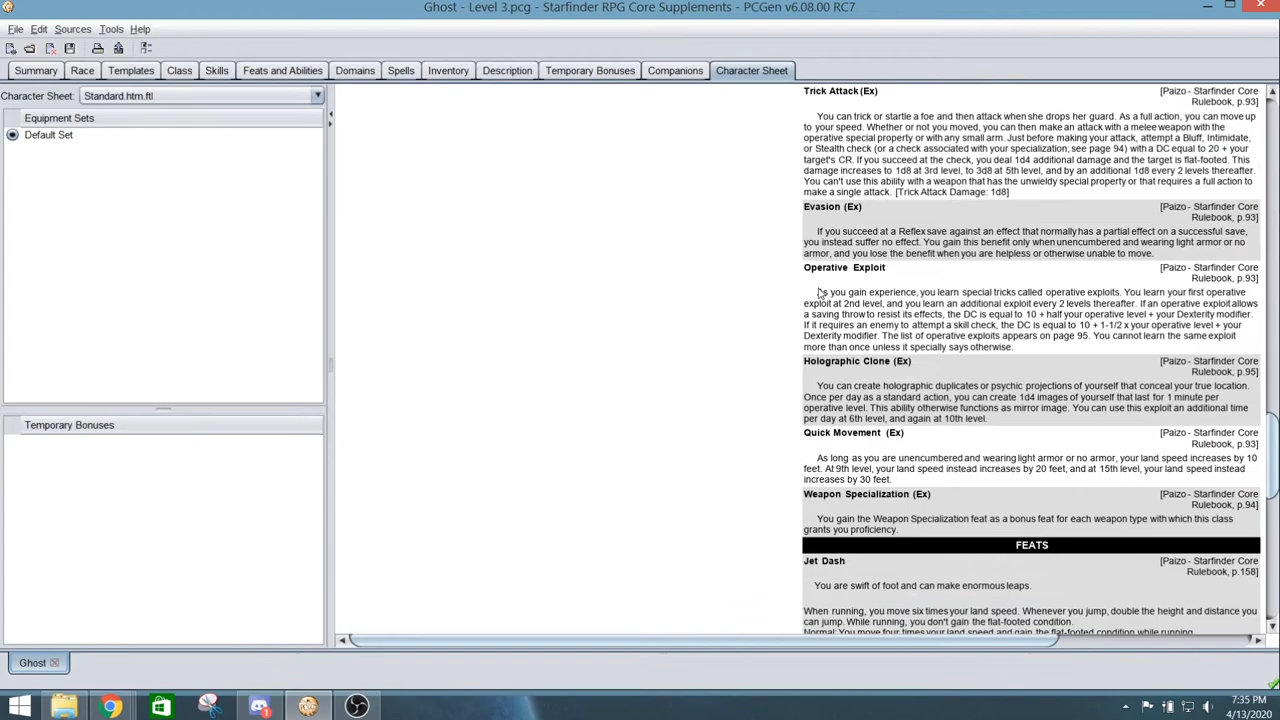 Ghost - Level 3.pcg - Starfinder RPG Core Supplements - PCGen v6.08.00 RC7
File Edit Sources Tools Help
Summary Race Templates Class Skills Feats and Abilities Domains Spells Inventory Description Temporary Bonuses Companions Character Sheet
Character Sheet: Standard.htm.ftl
Equipment Sets
Default Set
Temporary Bonuses
Trick Attack (Ex) [Paizo - Starfinder Core
Rulebook, p.93]
You can trick or startle a foe and then attack when she drops her guard. As a full action, you can move up
to your speed. Whether or not you moved, you can then make an attack with a melee weapon with the
operative special property or with any small arm. Just before making your attack, attempt a Bluff, Intimidate,
or Stealth check (or a check associated with your specialization; see page 94) with a DC equal to 20 + your
target's CR. If you succeed at the check, you deal 1d4 additional damage and the target is flat-footed. This
damage increases to 1d8 at 3rd level, to 3d8 at 5th level, and by an additional 1d8 every 2 levels thereafter.
You can't use this ability with a weapon that has the unwieldy special property or that requires a full action to
make a single attack. [Trick Attack Damage: 1d8]
Evasion (Ex) [Paizo - Starfinder Core
Rulebook, p.93]
If you succeed at a Reflex save against an effect that normally has a partial effect on a successful save,
you instead suffer no effect. You gain this benefit only when unencumbered and wearing light armor or no
armor, and you lose the benefit when you are helpless or otherwise unable to move.
Operative Exploit [Paizo - Starfinder Core
Rulebook, p.93]
As you gain experience, you learn special tricks called operative exploits. You learn your first operative
exploit at 2nd level, and you learn an additional exploit every 2 levels thereafter. If an operative exploit allows
a saving throw to resist its effects, the DC is equal to 10 + half your operative level + your Dexterity modifier.
If it requires an enemy to attempt a skill check, the DC is equal to 10 + 1-1/2 x your operative level + your
Dexterity modifier. The list of operative exploits appears on page 95. You cannot learn the same exploit
more than once unless it specially says otherwise.
Holographic Clone (Ex) [Paizo - Starfinder Core
Rulebook, p.95]
You can create holographic duplicates or psychic projections of yourself that conceal your true location.
Once per day as a standard action, you can create 1d4 images of yourself that last for 1 minute per
operative level. This ability otherwise functions as mirror image. You can use this exploit an additional time
per day at 6th level, and again at 10th level.
Quick Movement (Ex) [Paizo - Starfinder Core
Rulebook, p.93]
As long as you are unencumbered and wearing light armor or no armor, your land speed increases by 10
feet. At 9th level, your land speed instead increases by 20 feet, and at 15th level, your land speed instead
increases by 30 feet.
Weapon Specialization (Ex) [Paizo - Starfinder Core
Rulebook, p.94]
You gain the Weapon Specialization feat as a bonus feat for each weapon type with which this class
grants you proficiency.
FEATS
Jet Dash [Paizo - Starfinder Core
Rulebook, p.158]
You are swift of foot and can make enormous leaps.
When running, you move six times your land speed. Whenever you jump, double the height and distance you
can jump. While running, you don't gain the flat-footed condition.
Normal: You move four times your land speed and gain the flat-footed condition while running.
Ghost
7:35 PM
4/13/2020